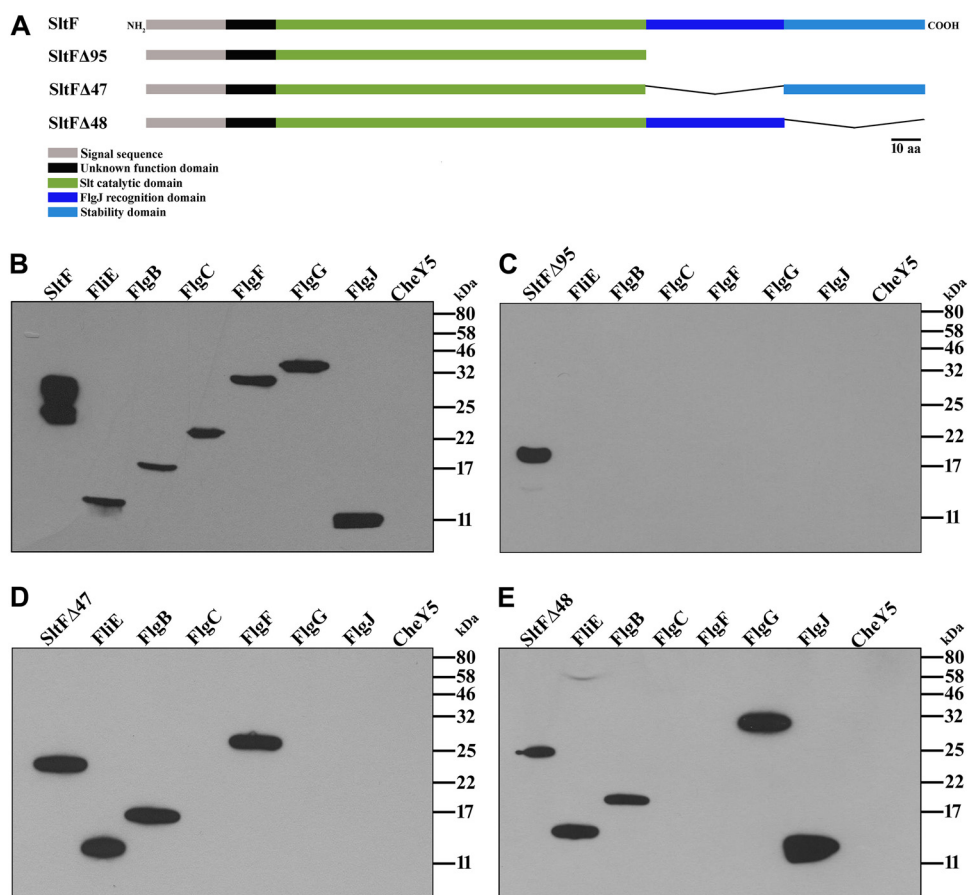 A
SltF
NH2
COOH
SltFΔ95
SltFΔ47
SltFΔ48
10 aa
Signal sequence
Unknown function domain
Slt catalytic domain
FlgJ recognition domain
Stability domain
B
SltF FliE FlgB FlgC FlgF FlgG FlgJ CheY5
kDa
80
58
46
32
25
22
17
11
C
SltFΔ95 FliE FlgB FlgC FlgF FlgG FlgJ CheY5
kDa
80
58
46
32
25
22
17
11
D
SltFΔ47 FliE FlgB FlgC FlgF FlgG FlgJ CheY5
kDa
80
58
46
32
25
22
17
11
E
SltFΔ48 FliE FlgB FlgC FlgF FlgG FlgJ CheY5
kDa
80
58
46
32
25
22
17
11